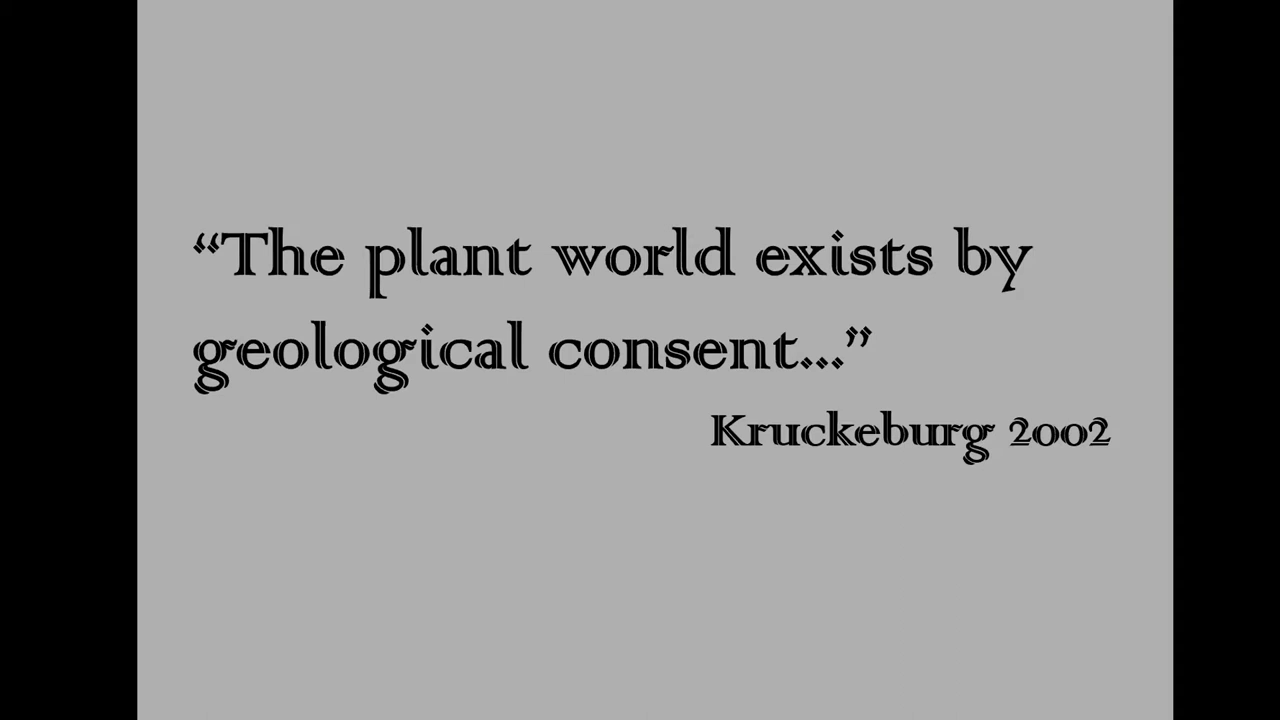 “The plant world exists by
geological consent...”
Kruckeburg 2002